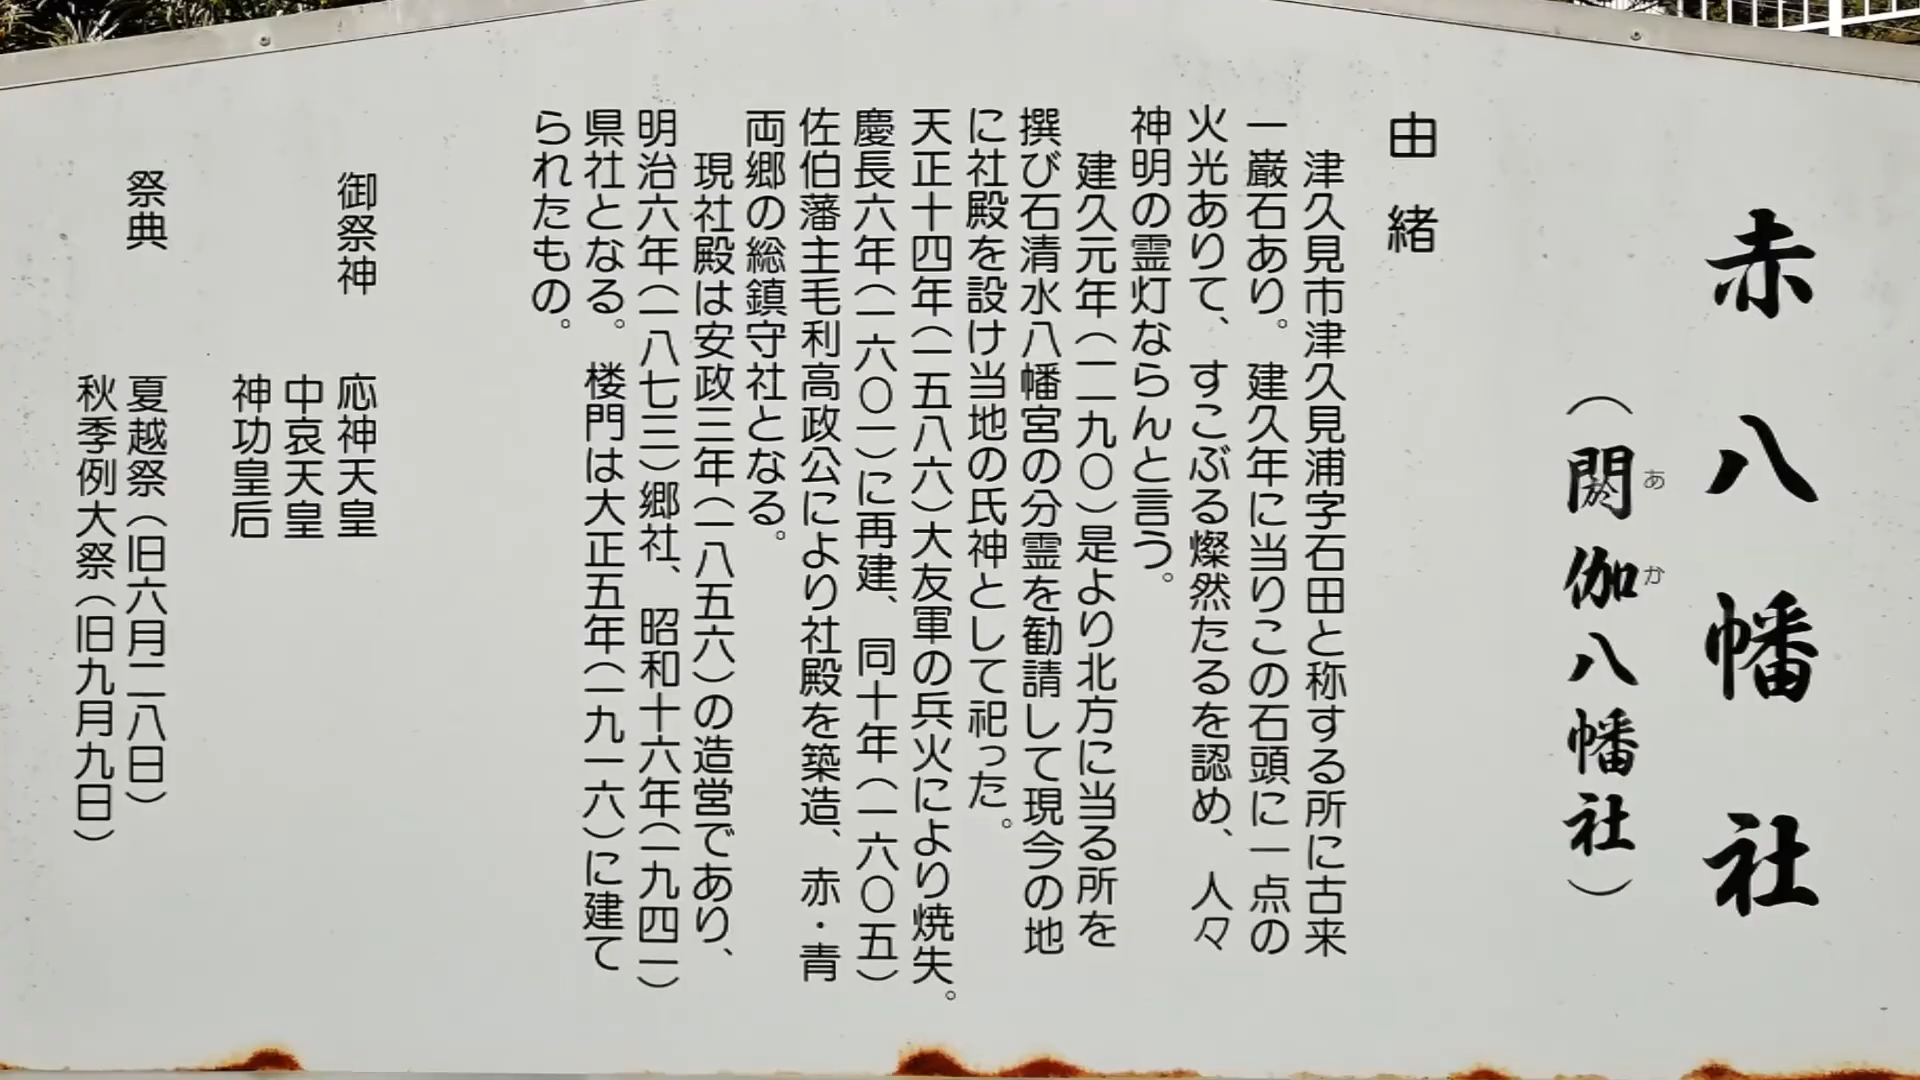 赤八幡社
（閼伽八幡社）
あか
由緒
津久見市津久見浦字石田と称する所に古来
一巌石あり。建久年に当りこの石頭に一点の
火光ありて、すこぶる燦然たるを認め、人々
神明の霊灯ならんと言う。
建久元年（一一九〇）是より北方に当る所を
撰び石清水八幡宮の分霊を勧請して現今の地
に社殿を設け当地の氏神として祀った。
天正十四年（一五八六）大友軍の兵火により焼失。
慶長六年（一六〇一）に再建、同十年（一六〇五）
佐伯藩主毛利高政公により社殿を築造、赤・青
両郷の総鎮守社となる。
現社殿は安政三年（一八五六）の造営であり、
明治六年（一八七三）郷社、昭和十六年（一九四一）
県社となる。楼門は大正五年（一九一六）に建て
られたもの。
御祭神　応神天皇
中哀天皇
神功皇后
祭典　夏越祭（旧六月二八日）
秋季例大祭（旧九月九日）